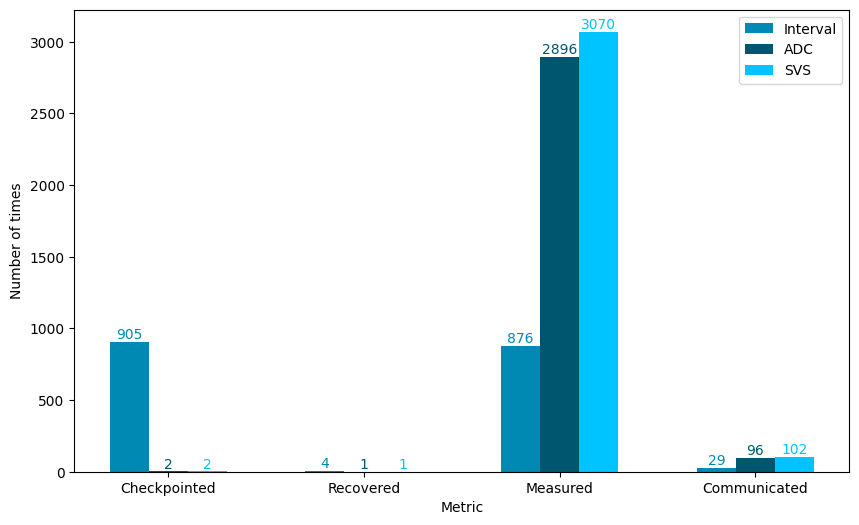 3000
2500
2000
1500
1000
500
0
Number of times
905
2
2
4
1
1
876
2896
3070
29
96
102
Interval
ADC
SVS
Checkpointed
Recovered
Measured
Communicated
Metric